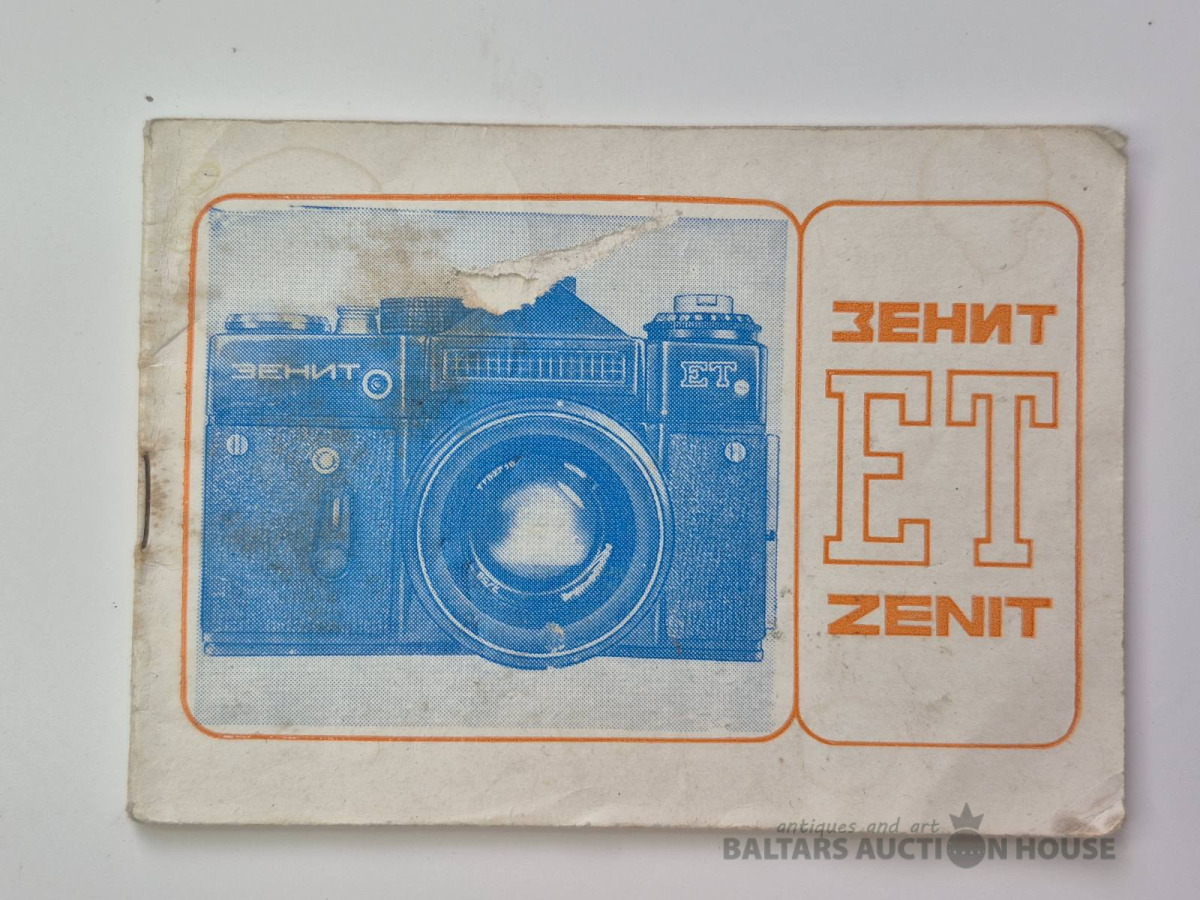 ЗЕНИТ
ET
ЗЕНИТ
ET
ZENIT
antiques and art
BALTARS AUCTION HOUSE